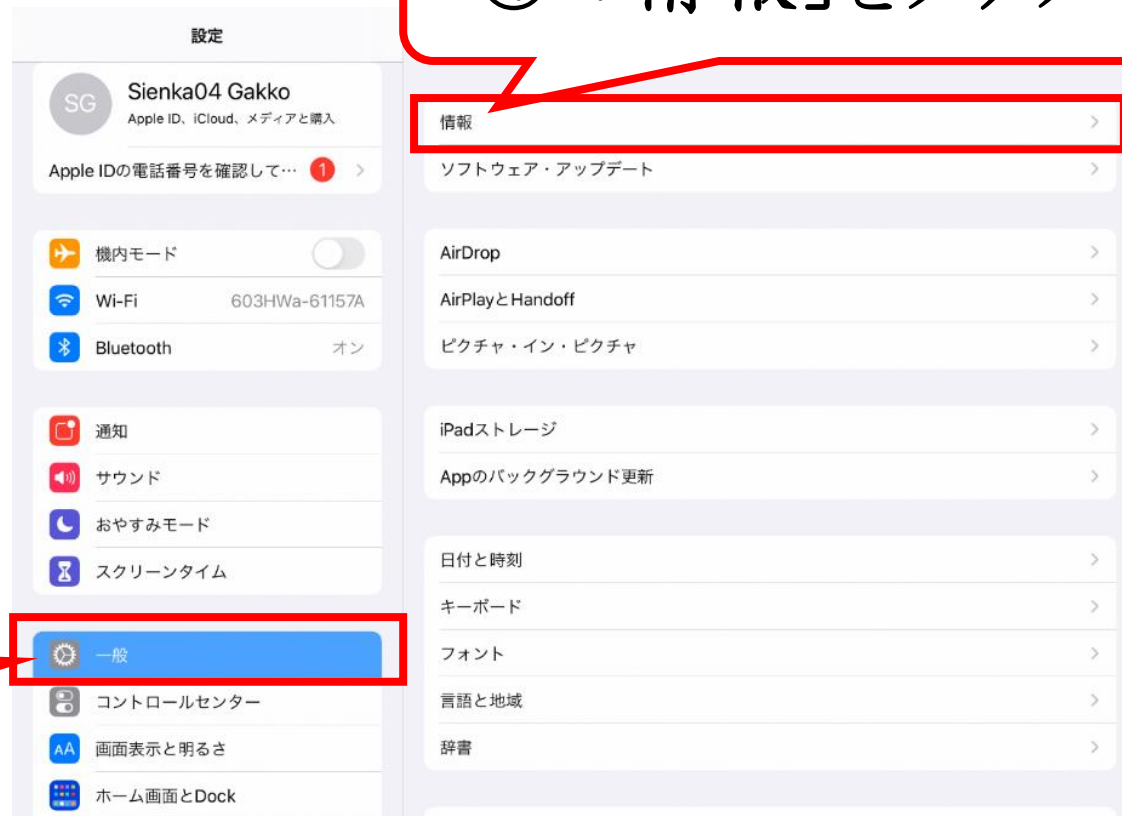 「情報」をタップ
設定
SG
Sienka04 Gakko
Apple ID、iCloud、メディアと購入
Apple IDの電話番号を確認して… 1
機内モード
Wi-Fi 603HWa-61157A
Bluetooth オン
通知
サウンド
おやすみモード
スクリーンタイム
一般
コントロールセンター
AA 画面表示と明るさ
ホーム画面とDock
情報
ソフトウェア・アップデート
AirDrop
AirPlayとHandoff
ピクチャ・イン・ピクチャ
iPadストレージ
Appのバックグラウンド更新
日付と時刻
キーボード
フォント
言語と地域
辞書